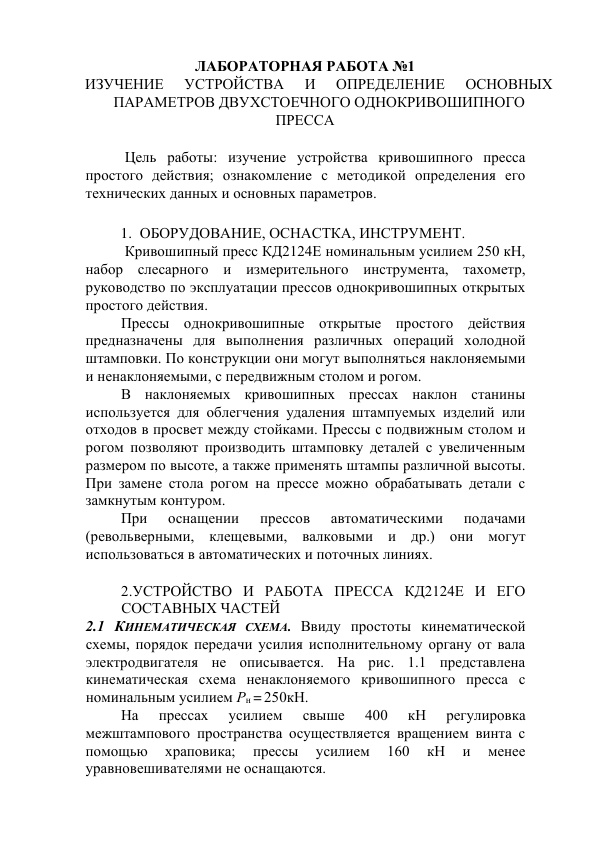 ЛАБОРАТОРНАЯ РАБОТА №1
ИЗУЧЕНИЕ УСТРОЙСТВА И ОПРЕДЕЛЕНИЕ ОСНОВНЫХ
ПАРАМЕТРОВ ДВУХСТОЕЧНОГО ОДНОКРИВОШИПНОГО
ПРЕССА
Цель работы: изучение устройства кривошипного пресса
простого действия; ознакомление с методикой определения его
технических данных и основных параметров.
1. ОБОРУДОВАНИЕ, ОСНАСТКА, ИНСТРУМЕНТ.
Кривошипный пресс КД2124Е номинальным усилием 250 кН,
набор слесарного и измерительного инструмента, тахометр,
руководство по эксплуатации прессов однокривошипных открытых
простого действия.
Прессы однокривошипные открытые простого действия
предназначены для выполнения различных операций холодной
штамповки. По конструкции они могут выполняться наклоняемыми
и ненаклоняемыми, с передвижным столом и рогом.
В наклоняемых кривошипных прессах наклон станины
используется для облегчения удаления штампуемых изделий или
отходов в просвет между стойками. Прессы с подвижным столом и
рогом позволяют производить штамповку деталей с увеличенным
размером по высоте, а также применять штампы различной высоты.
При замене стола рогом на прессе можно обрабатывать детали с
замкнутым контуром.
При оснащении прессов автоматическими подачами
(револьверными, клещевыми, валковыми и др.) они могут
использоваться в автоматических и поточных линиях.
2.УСТРОЙСТВО И РАБОТА ПРЕССА КД2124Е И ЕГО
СОСТАВНЫХ ЧАСТЕЙ
2.1 КИНЕМАТИЧЕСКАЯ СХЕМА. Ввиду простоты кинематической
схемы, порядок передачи усилия исполнительному органу от вала
электродвигателя не описывается. На рис. 1.1 представлена
кинематическая схема ненаклоняемого кривошипного пресса с
номинальным усилием Pн = 250кН.
На прессах усилием свыше 400 кН регулировка
межштампового пространства осуществляется вращением винта с
помощью храповика; прессы усилием 160 кН и менее
уравновешивателями не оснащаются.